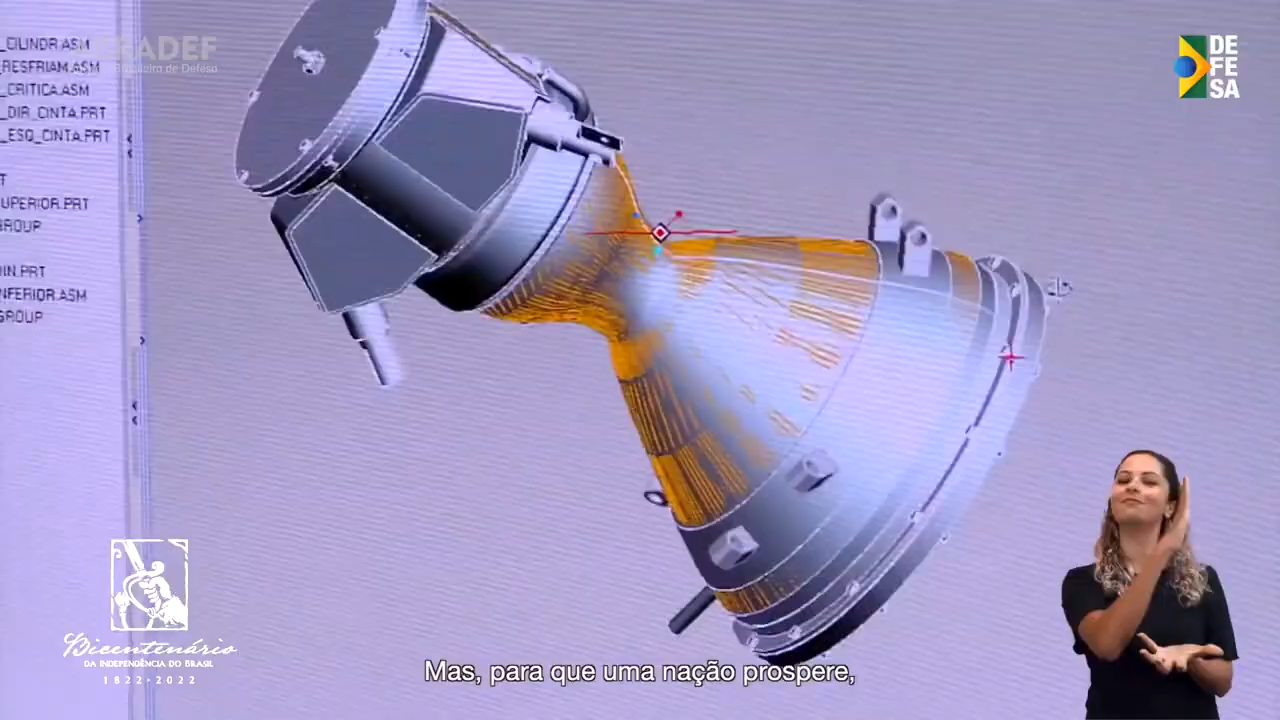 _CILINDR.ASM
_RESFRIAM.ASM
_CRITICA.ASM
_DIR_CINTA.PRT
_ESQ_CINTA.PRT
T
UPERIOR.PRT
GROUP
DIN.PRT
NFERIOR.ASM
GROUP
DE
FE
SA
Bicentenário
DA INDEPENDÊNCIA DO BRASIL
1822·2022
Mas, para que uma nação prospere,